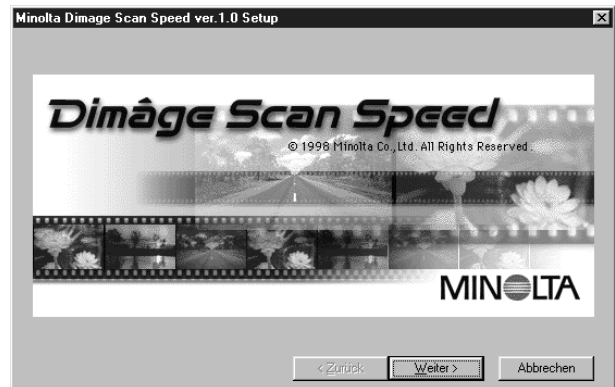 Minolta Dimage Scan Speed ver.1.0 Setup
Dimâge Scan Speed
© 1998 Minolta Co.,Ltd. All Rights Reserved.
MINOLTA
< Zurück
Weiter >
Abbrechen